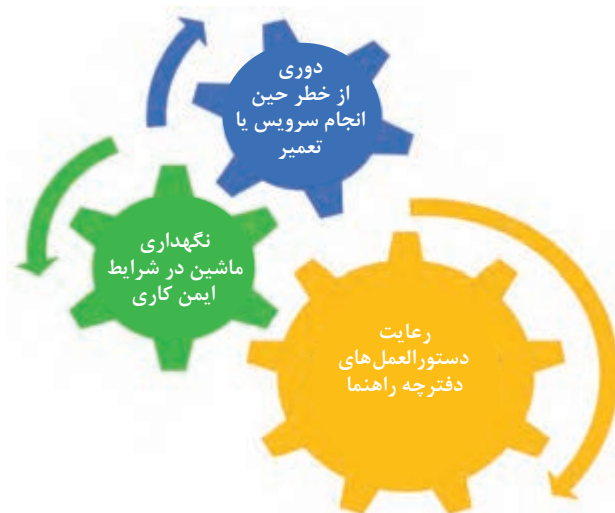 دوری
از خطر حین
انجام سرویس یا
تعمیر
نگهداری
ماشین در شرایط
ایمن کاری
رعایت
دستورالعمل‌های
دفترچه راهنما